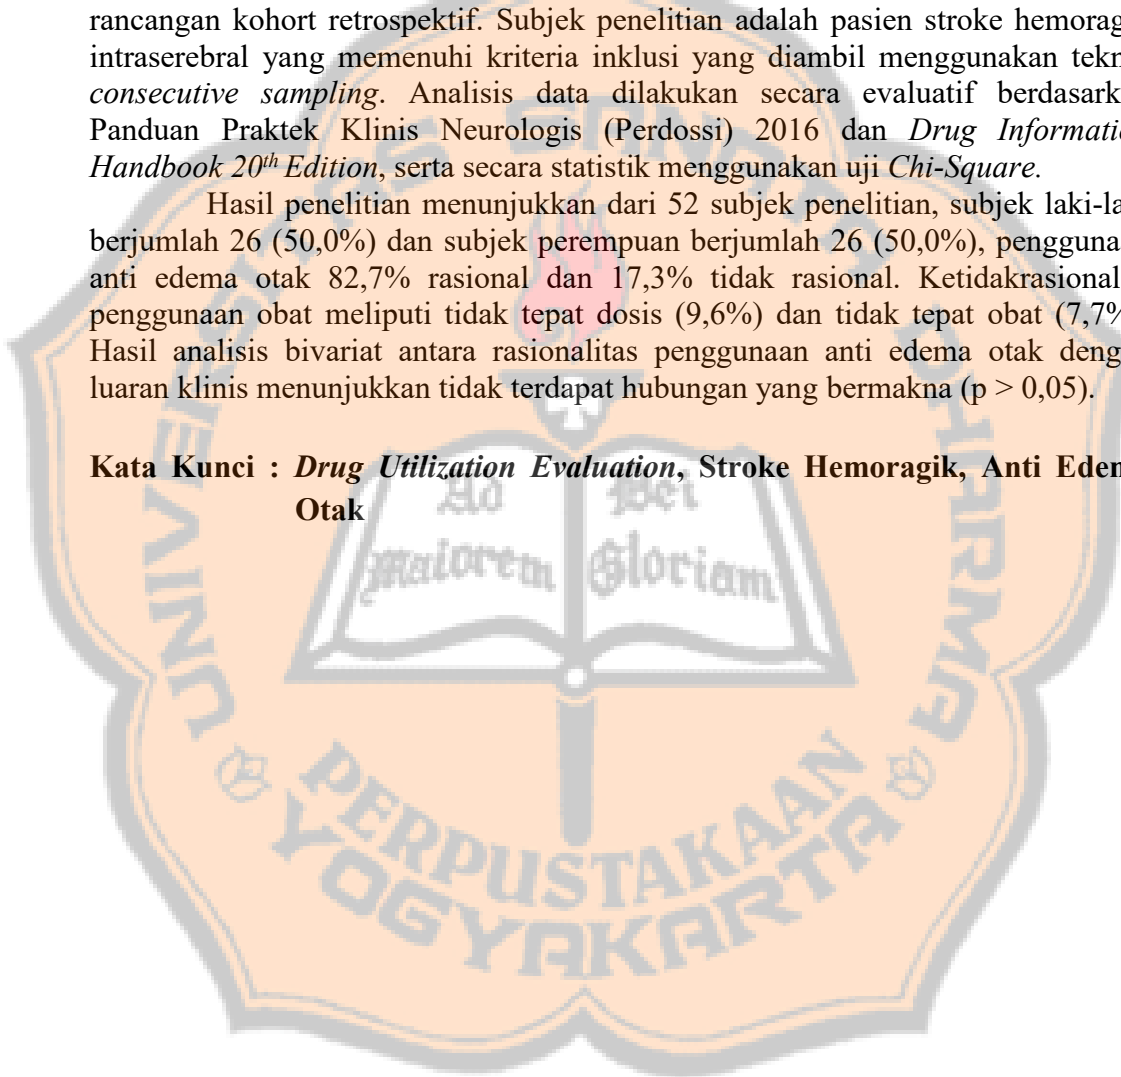 rancangan kohort retrospektif. Subjek penelitian adalah pasien stroke hemorag
intraserebral yang memenuhi kriteria inklusi yang diambil menggunakan tekn
consecutive sampling. Analisis data dilakukan secara evaluatif berdasark
Panduan Praktek Klinis Neurologis (Perdossi) 2016 dan Drug Informati
Handbook 20th Edition, serta secara statistik menggunakan uji Chi-Square.
Hasil penelitian menunjukkan dari 52 subjek penelitian, subjek laki-la
berjumlah 26 (50,0%) dan subjek perempuan berjumlah 26 (50,0%), pengguna
anti edema otak 82,7% rasional dan 17,3% tidak rasional. Ketidakrasional
penggunaan obat meliputi tidak tepat dosis (9,6%) dan tidak tepat obat (7,7%
Hasil analisis bivariat antara rasionalitas penggunaan anti edema otak deng
luaran klinis menunjukkan tidak terdapat hubungan yang bermakna (p > 0,05).
Kata Kunci : Drug Utilization Evaluation, Stroke Hemoragik, Anti Eden
Otak
UNIVERSITAS SANATA DHARMA
Ad Dei
Maiorem Gloriam
PERPUSTAKAAN
YOGYAKARTA